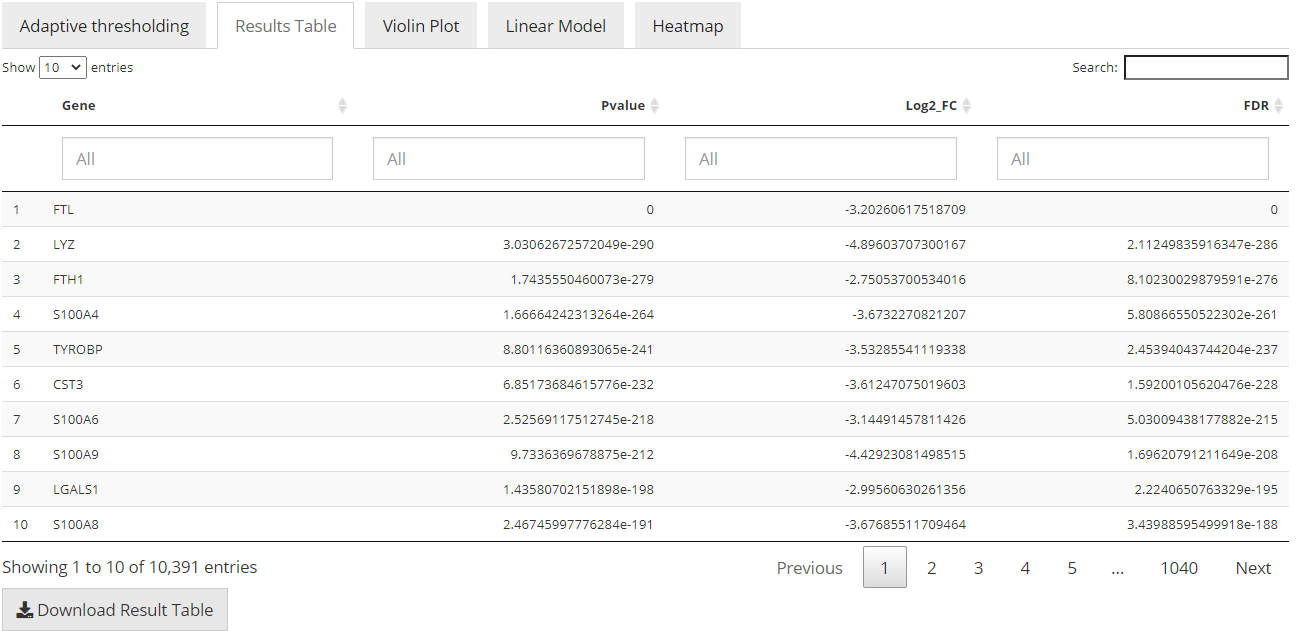 Adaptive thresholding Results Table Violin Plot Linear Model Heatmap
Show 10 entries Search:
Gene Pvalue Log2_FC FDR
All All All All
1 FTL 0 -3.20260617518709 0
2 LYZ 3.03062672572049e-290 -4.89603707300167 2.11249835916347e-286
3 FTH1 1.7435550460073e-279 -2.75053700534016 8.10230029879591e-276
4 S100A4 1.66664242313264e-264 -3.6732270821207 5.80866550522302e-261
5 TYROBP 8.80116360893065e-241 -3.53285541119338 2.45394043744204e-237
6 CST3 6.85173684615776e-232 -3.61247075019603 1.59200105620476e-228
7 S100A6 2.52569117512745e-218 -3.14491457811426 5.03009438177882e-215
8 S100A9 9.7336369678875e-212 -4.42923081498515 1.69620791211649e-208
9 LGALS1 1.43580702151898e-198 -2.99560630261356 2.2240650763329e-195
10 S100A8 2.46745997776284e-191 -3.67685511709464 3.43988595499918e-188
Showing 1 to 10 of 10,391 entries Previous 1 2 3 4 5 ... 1040 Next
Download Result Table